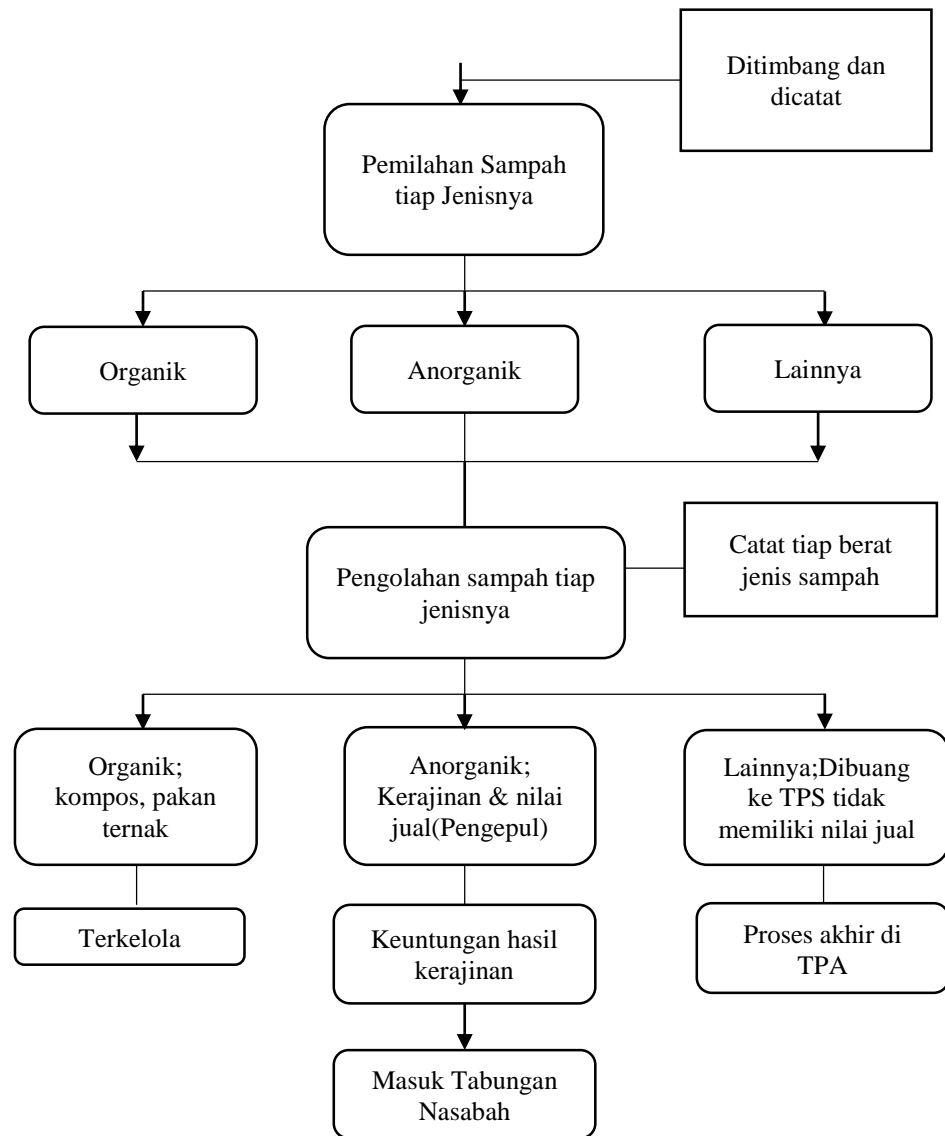 Ditimbang dan
dicatat
Pemilahan Sampah
tiap Jenisnya
Organik
Anorganik
Lainnya
Pengolahan sampah tiap
jenisnya
Catat tiap berat
jenis sampah
Organik;
kompos, pakan
ternak
Anorganik;
Kerajinan & nilai
jual(Pengepul)
Lainnya;Dibuang
ke TPS tidak
memiliki nilai jual
Terkelola
Keuntungan hasil
kerajinan
Proses akhir di
TPA
Masuk Tabungan
Nasabah